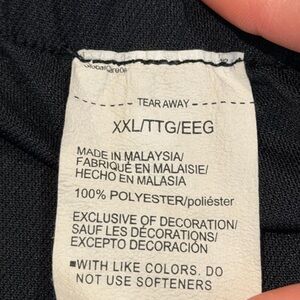 - - - TEAR AWAY - - -
XXL/TTG/EEG
MADE IN MALAYSIA/
FABRIQUÉ EN MALAISIE/
HECHO EN MALASIA
100% POLYESTER/poliéster
EXCLUSIVE OF DECORATION/
SAUF LES DÉCORATIONS/
EXCEPTO DECORACIÓN
■WITH LIKE COLORS. DO
NOT USE SOFTENERS